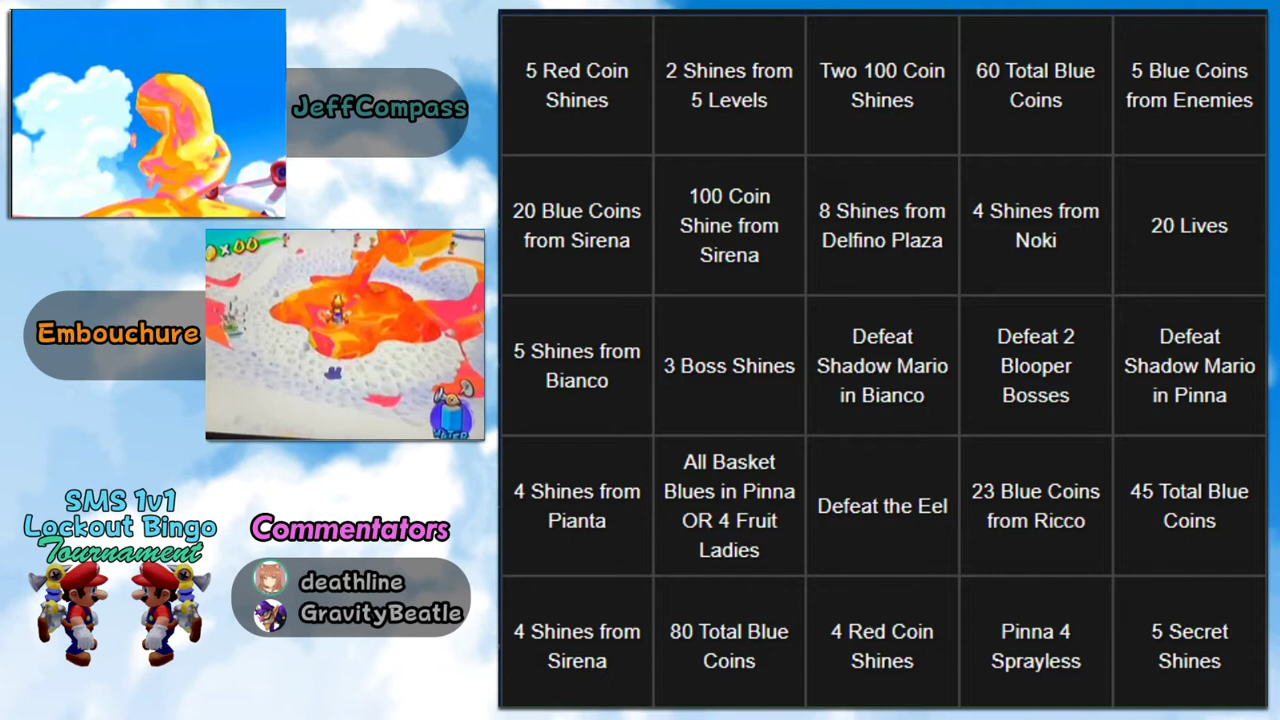 JeffCompass
x00
Embouchure
WATER
SMS 1v1
Lockout Bingo
Tournament
Commentators
deathline
GravityBeatle
5 Red Coin
Shines
2 Shines from
5 Levels
Two 100 Coin
Shines
60 Total Blue
Coins
5 Blue Coins
from Enemies
20 Blue Coins
from Sirena
100 Coin
Shine from
Sirena
8 Shines from
Delfino Plaza
4 Shines from
Noki
20 Lives
5 Shines from
Bianco
3 Boss Shines
Defeat
Shadow Mario
in Bianco
Defeat 2
Blooper
Bosses
Defeat
Shadow Mario
in Pinna
4 Shines from
Pianta
All Basket
Blues in Pinna
OR 4 Fruit
Ladies
Defeat the Eel
23 Blue Coins
from Ricco
45 Total Blue
Coins
4 Shines from
Sirena
80 Total Blue
Coins
4 Red Coin
Shines
Pinna 4
Sprayless
5 Secret
Shines